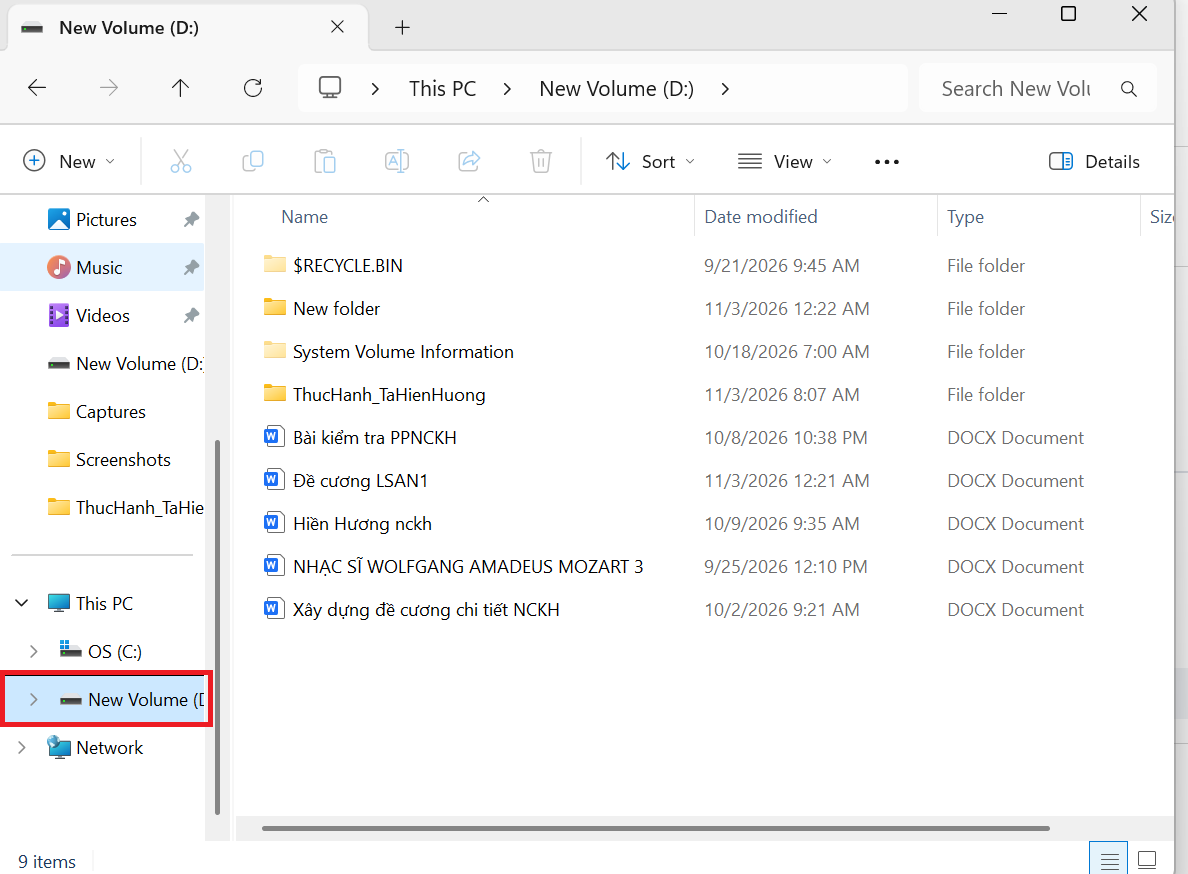 New Volume (D:)
This PC
New Volume (D:)
Search New Volu
New
Sort
View
Details
Pictures
Music
Videos
New Volume (D:
Captures
Screenshots
ThucHanh_TaHie
This PC
OS (C:)
New Volume (D
Network
Name Date modified Type Siz
$RECYCLE.BIN 9/21/2026 9:45 AM File folder
New folder 11/3/2026 12:22 AM File folder
System Volume Information 10/18/2026 7:00 AM File folder
ThucHanh_TaHienHuong 11/3/2026 8:07 AM File folder
Bài kiểm tra PPNCKH 10/8/2026 10:38 PM DOCX Document
Đề cương LSAN1 11/3/2026 12:21 AM DOCX Document
Hiền Hương nckh 10/9/2026 9:35 AM DOCX Document
NHẠC SĨ WOLFGANG AMADEUS MOZART 3 9/25/2026 12:10 PM DOCX Document
Xây dựng đề cương chi tiết NCKH 10/2/2026 9:21 AM DOCX Document
9 items